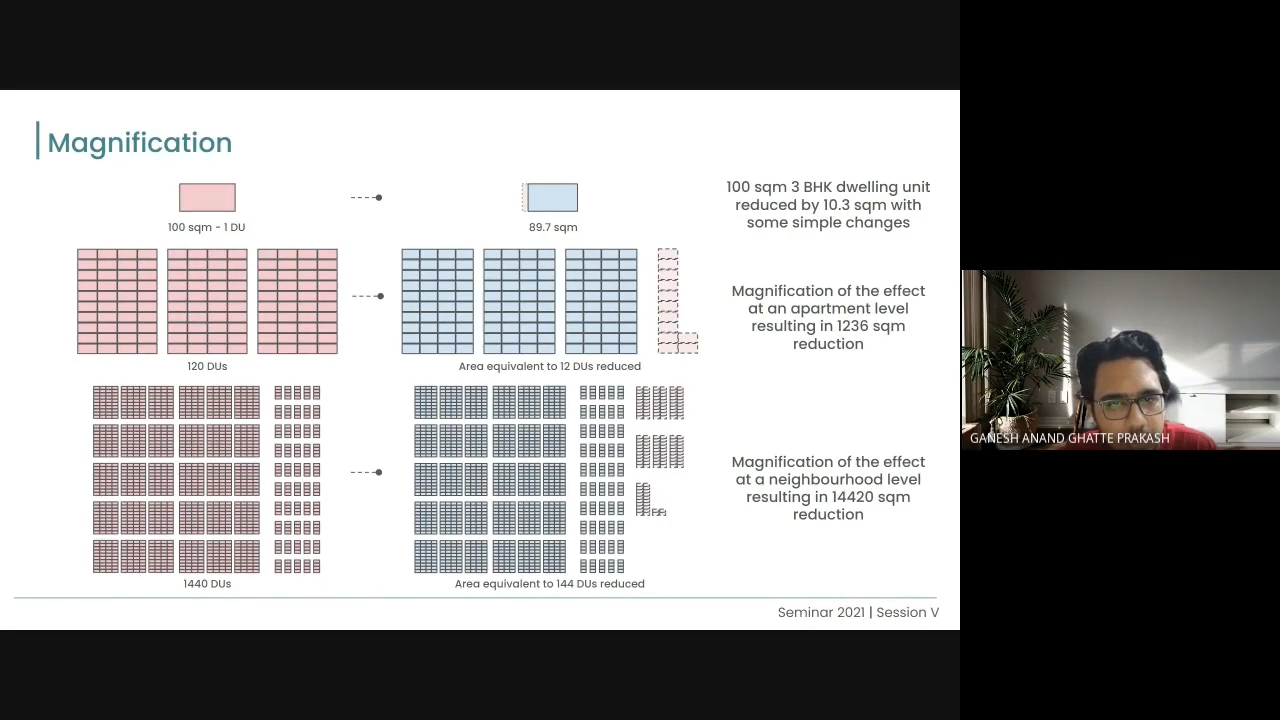 Magnification
100 sqm - 1 DU
89.7 sqm
100 sqm 3 BHK dwelling unit
reduced by 10.3 sqm with
some simple changes
120 DUs
Area equivalent to 12 DUs reduced
Magnification of the effect
at an apartment level
resulting in 1236 sqm
reduction
1440 DUs
Area equivalent to 144 DUs reduced
Magnification of the effect
at a neighbourhood level
resulting in 14420 sqm
reduction
Seminar 2021 | Session V
GANESH ANAND GHATTE PRAKASH